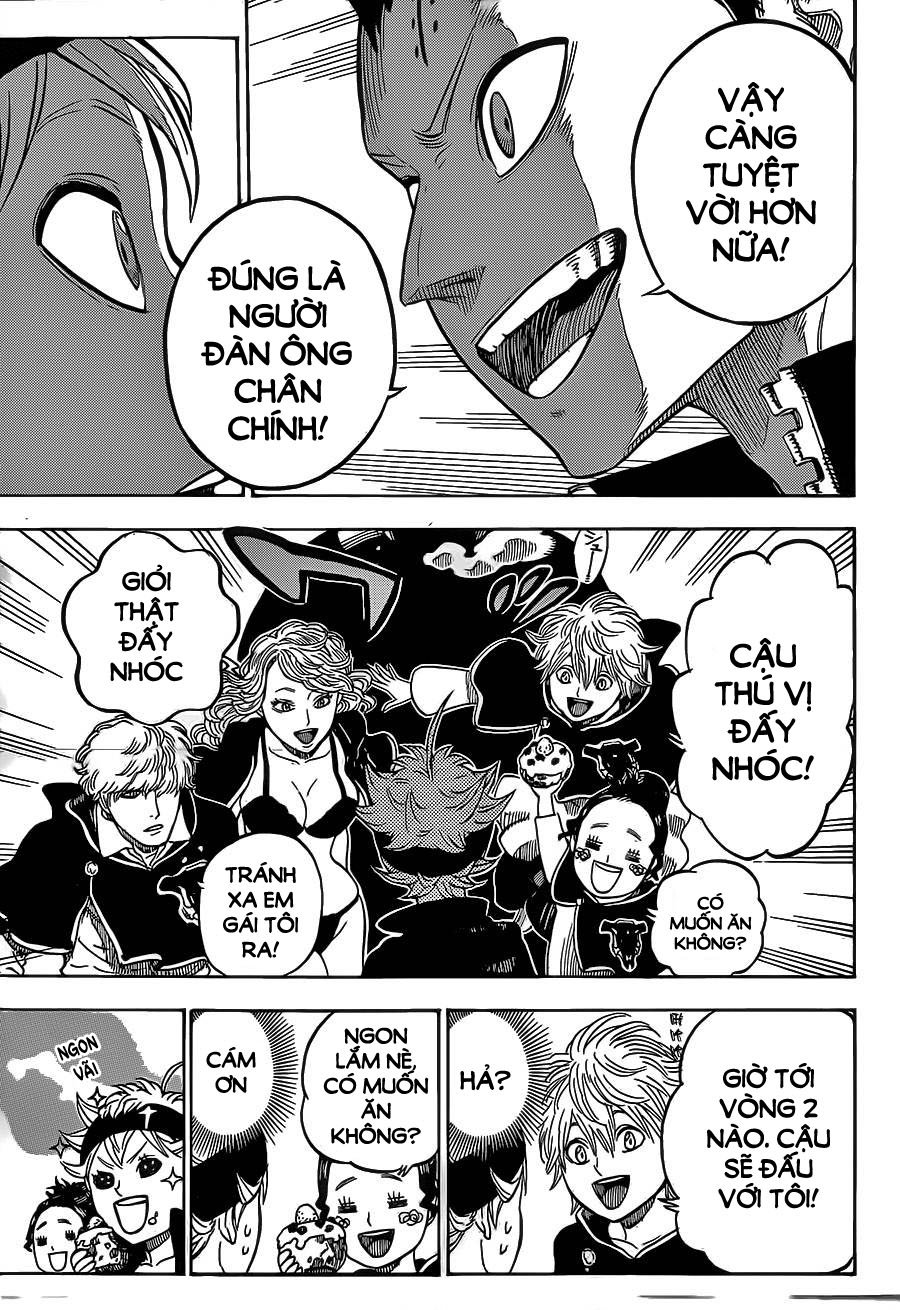 VẬY
CÀNG
TUYỆT
VỜI HƠN
NỮA!
ĐÚNG LÀ
NGƯỜI
ĐÀN ÔNG
CHÂN
CHÍNH!
CẬU
THÚ VỊ
ĐẤY
NHÓC!
GIỎI
THẬT
ĐẤY
NHÓC
CÓ
MUỐN ĂN
KHÔNG?
TRÁNH
XA EM
GÁI TÔI
RA!
GIỜ TỚI
VÒNG 2
NÀO. CẬU
SẼ ĐẤU
VỚI TÔI!
HẢ?
NGON
LẮM NÈ,
CÓ MUỐN
ĂN
KHÔNG?
CÁM
ƠN
NGON
VÃI